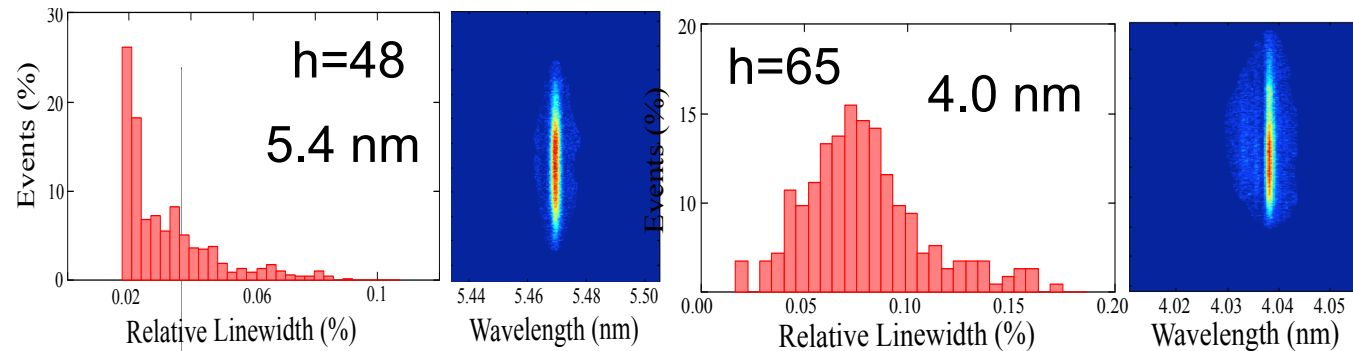 30
20
10
0
Events (%)
h=48
5.4 nm
0.02
0.06
0.1
Relative Linewidth (%)
5.44
5.46
5.48
5.50
Wavelength (nm)
20
15
10
Events (%)
h=65
4.0 nm
0.00
0.05
0.10
0.15
0.20
Relative Linewidth (%)
4.02
4.03
4.04
4.05
Wavelength (nm)